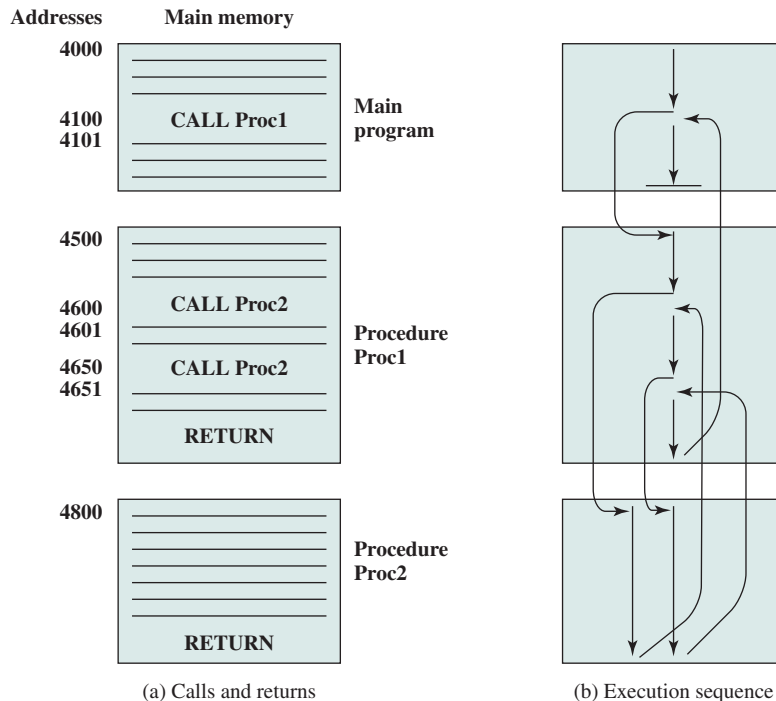 Addresses Main memory
4000
4100 CALL Proc1
4101
Main
program
4500
4600 CALL Proc2
4601
4650 CALL Proc2
4651
RETURN
Procedure
Proc1
4800
Procedure
Proc2
RETURN
(a) Calls and returns
(b) Execution sequence